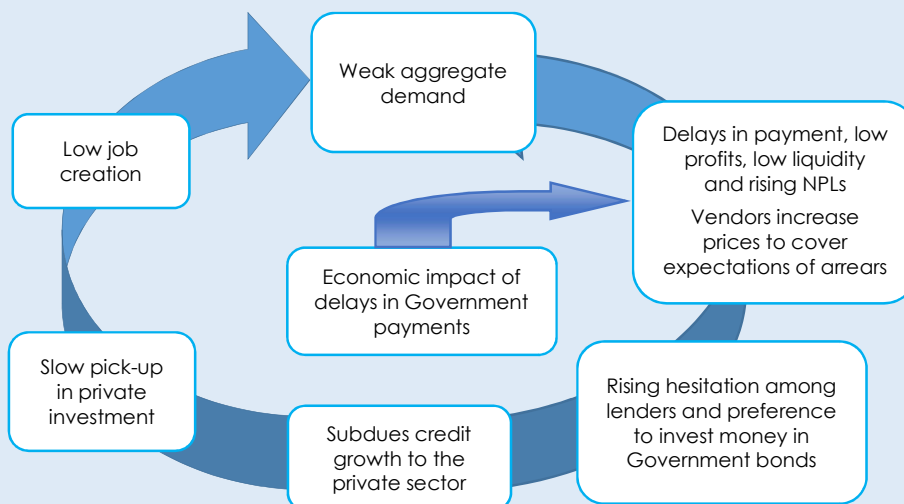 Weak aggregate
demand
Delays in payment, low
profits, low liquidity
and rising NPLs
Vendors increase
prices to cover
expectations of arrears
Rising hesitation among
lenders and preference
to invest money in
Government bonds
Subdues credit
growth to the
private sector
Slow pick-up
in private
investment
Low job
creation
Economic impact of
delays in Government
payments